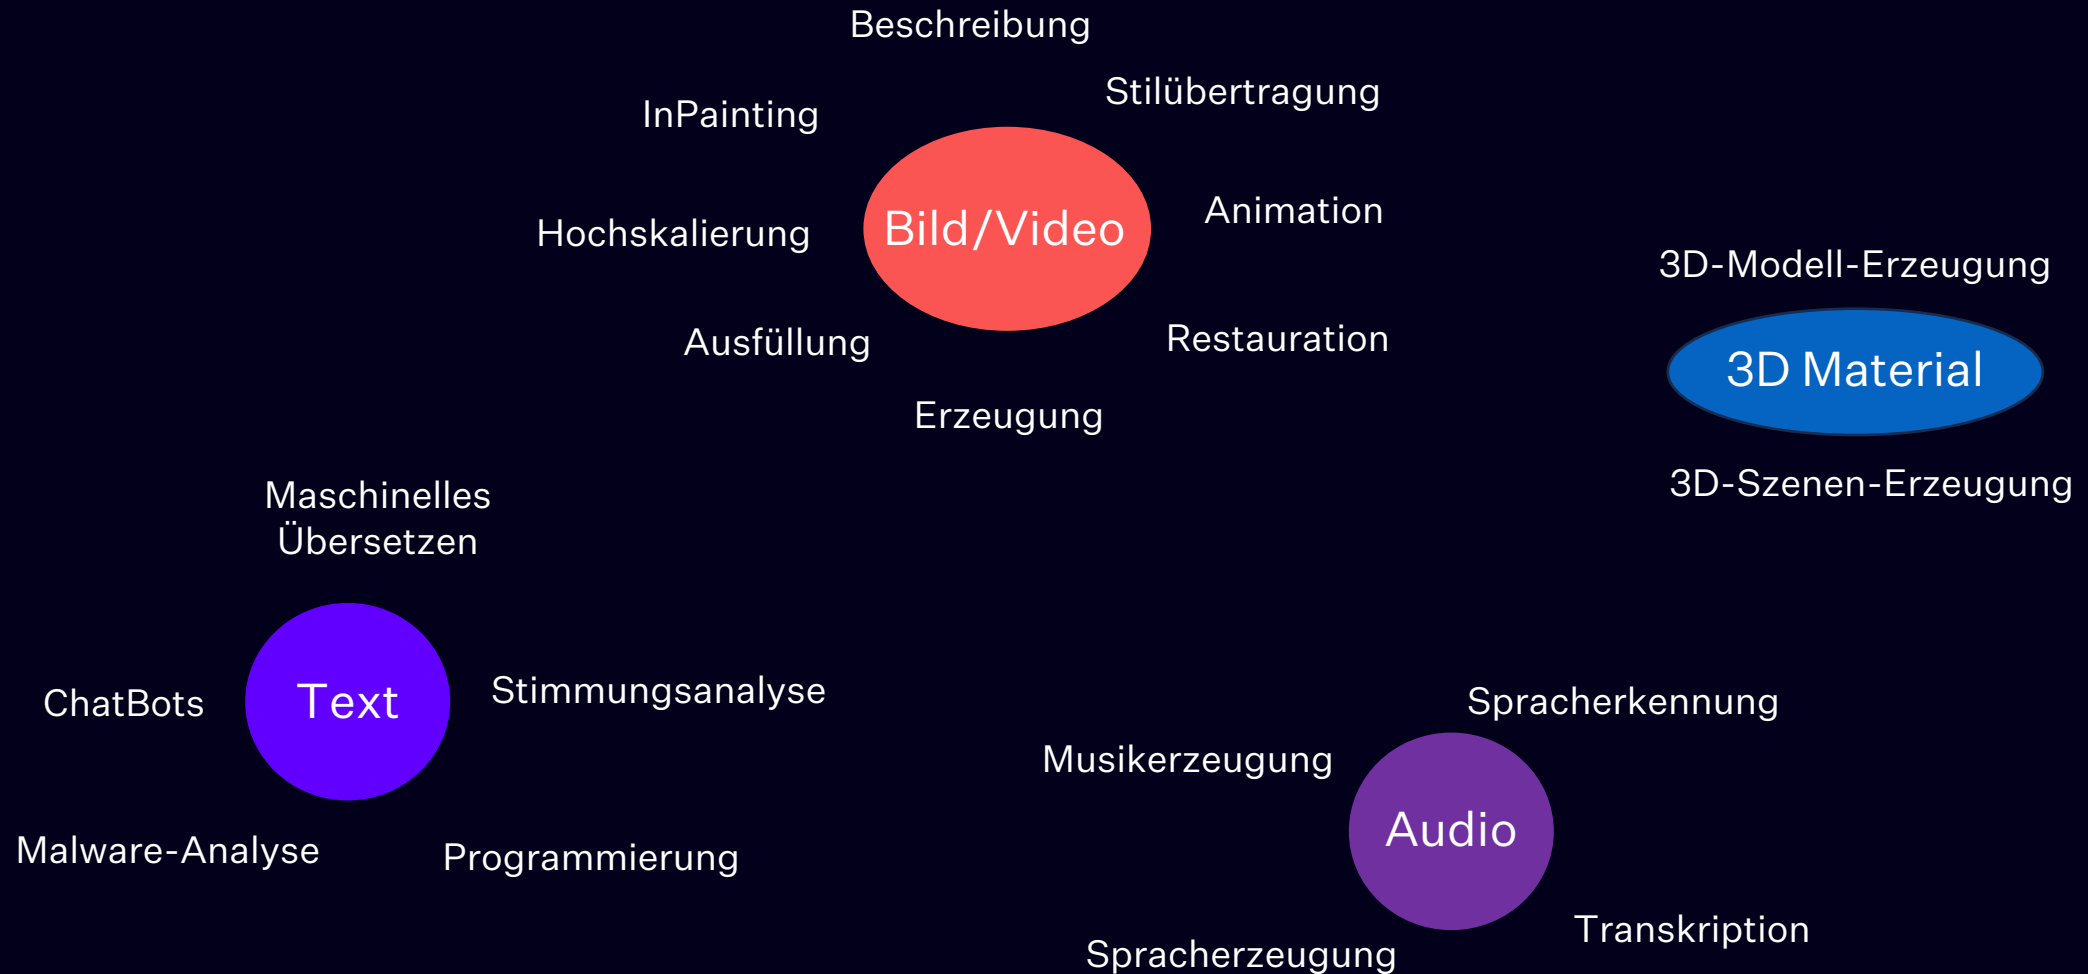 Beschreibung
Stilübertragung
InPainting
Animation
Bild/Video
Hochskalierung
Restauration
Ausfüllung
Erzeugung
3D-Modell-Erzeugung
3D Material
3D-Szenen-Erzeugung
Maschinelles
Übersetzen
Stimmungsanalyse
Text
ChatBots
Malware-Analyse
Programmierung
Spracherkennung
Musikerzeugung
Audio
Transkription
Spracherzeugung